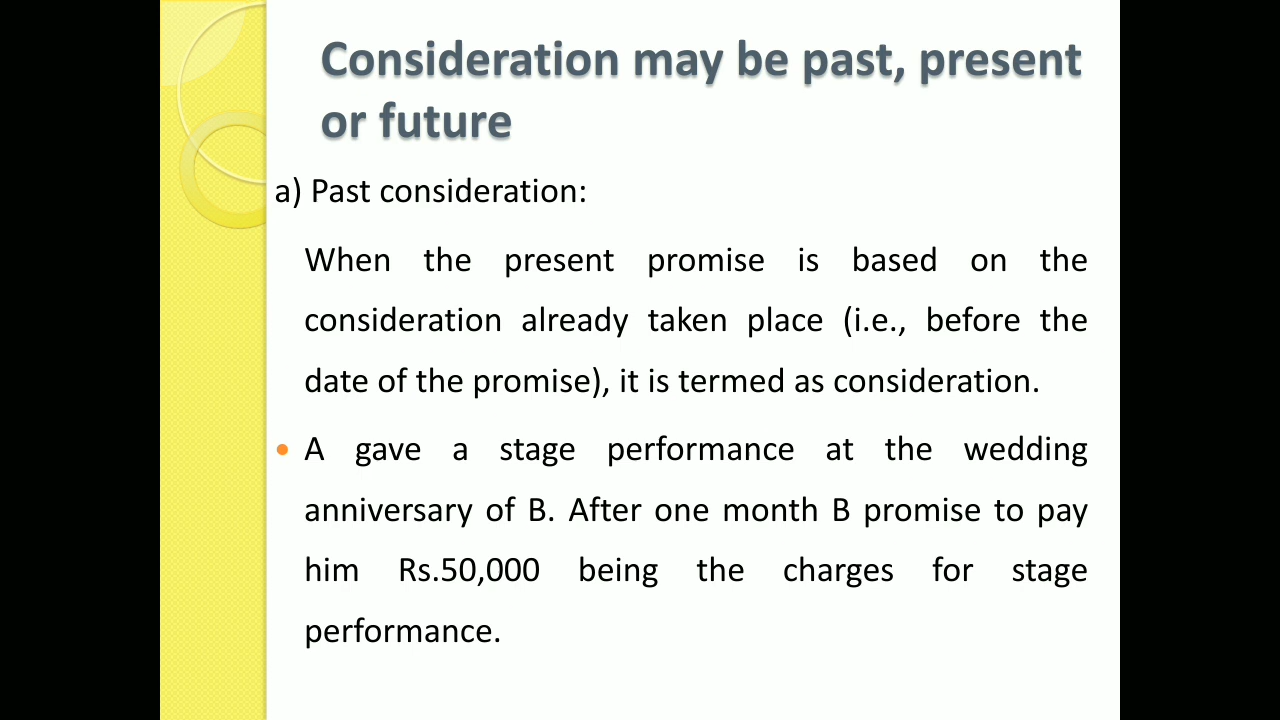 Consideration may be past, present
or future
a) Past consideration:
When the present promise is based on the
consideration already taken place (i.e., before the
date of the promise), it is termed as consideration.
• A gave a stage performance at the wedding
anniversary of B. After one month B promise to pay
him Rs.50,000 being the charges for stage
performance.